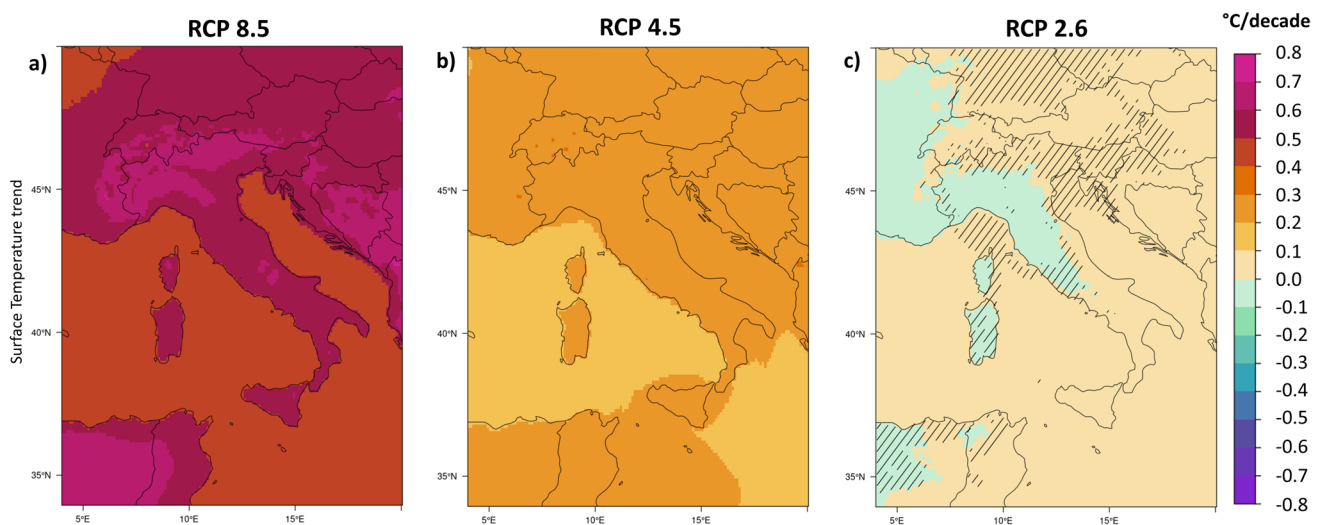 RCP 8.5
RCP 4.5
RCP 2.6
°C/decade
a)
b)
c)
Surface Temperature trend
45°N
40°N
35°N
5°E
10°E
15°E
45°N
40°N
35°N
5°E
10°E
15°E
45°N
40°N
35°N
5°E
10°E
15°E
0.8
0.7
0.6
0.5
0.4
0.3
0.2
0.1
0.0
-0.1
-0.2
-0.3
-0.4
-0.5
-0.6
-0.7
-0.8